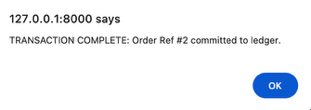 127.0.0.1:8000 says
TRANSACTION COMPLETE: Order Ref #2 committed to ledger.
OK